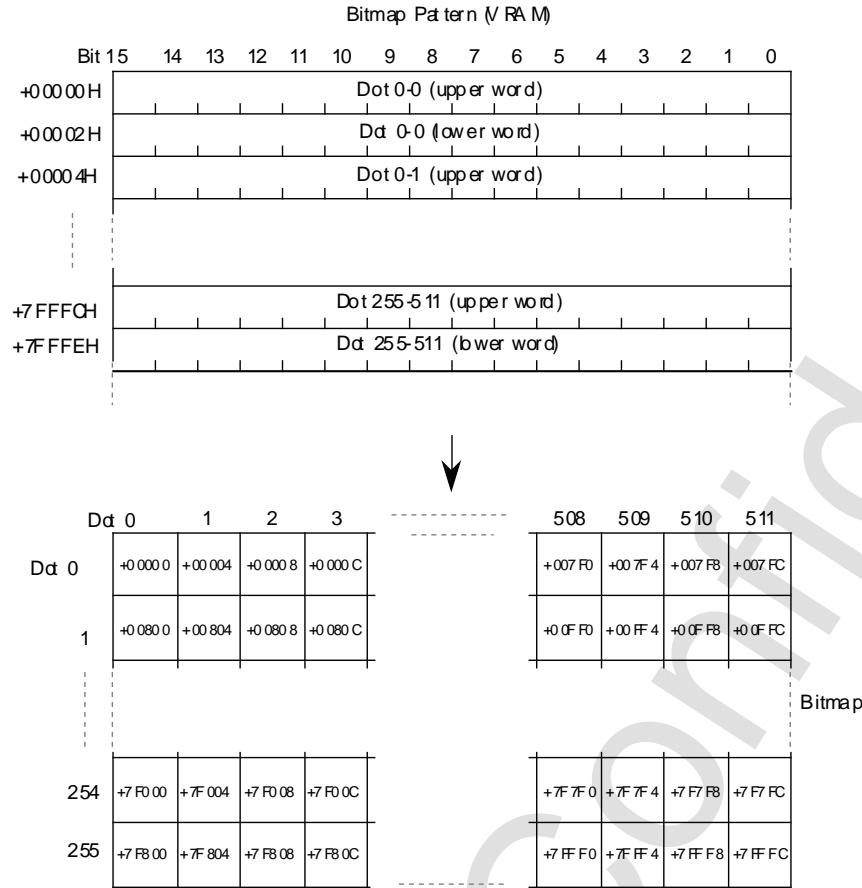 Bitmap Pattern (VRAM)
Bit 15 14 13 12 11 10 9 8 7 6 5 4 3 2 1 0
+00000H Dot 0-0 (upper word)
+00002H Dot 0-0 (lower word)
+00004H Dot 0-1 (upper word)
+7FFFCH Dot 255-511 (upper word)
+7FFFEH Dot 255-511 (lower word)
Dot 0 1 2 3 508 509 510 511
Dot 0 +00000 +00004 +00008 +0000C +007F0 +007F4 +007F8 +007FC
1 +00800 +00804 +00808 +0080C +00FF0 +00FF4 +00FF8 +00FFC
Bitmap
254 +7F000 +7F004 +7F008 +7F00C +7F7F0 +7F7F4 +7F7F8 +7F7FC
255 +7F800 +7F804 +7F808 +7F80C +7FFF0 +7FFF4 +7FFF8 +7FFFC
Confid